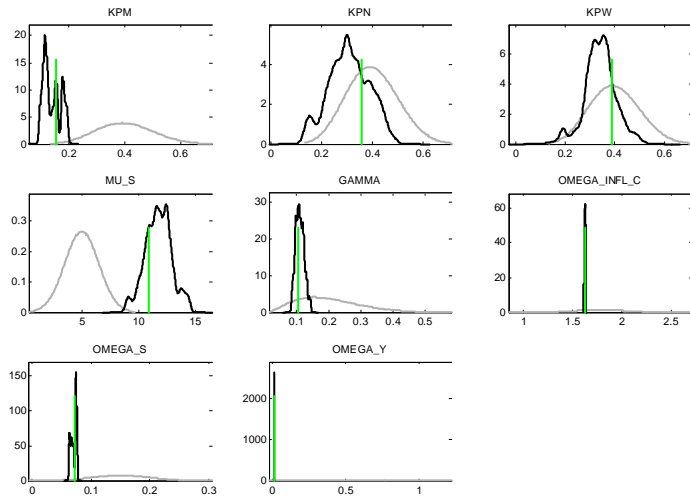 KPM KPN KPW
20
15
10
5
0
0.2 0.4 0.6
4
2
0
0 0.2 0.4 0.6
6
4
2
0
0 0.2 0.4 0.6
MU_S GAMMA OMEGA_INFL_C
0.3
0.2
0.1
0
5 10 15
30
20
10
0
0.1 0.2 0.3 0.4 0.5
60
40
20
0
1 1.5 2 2.5
OMEGA_S OMEGA_Y
150
100
50
0
0 0.1 0.2 0.3
2000
1000
0
0 0.5 1